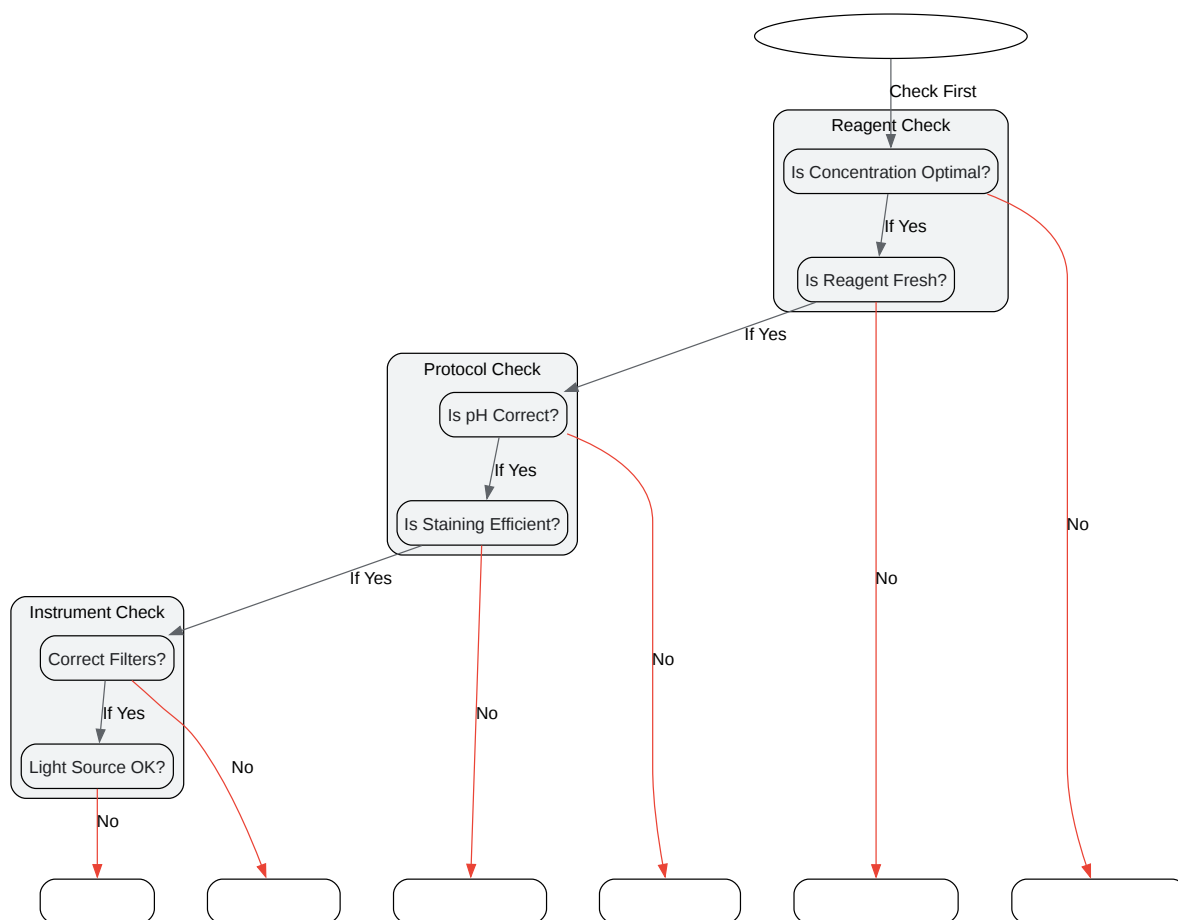 Check First
Reagent Check
Is Concentration Optimal?
If Yes
Is Reagent Fresh?
If Yes
Protocol Check
Is pH Correct?
If Yes
Is Staining Efficient?
No
If Yes
No
Instrument Check
Correct Filters?
No
If Yes
No
Light Source OK?
No
No